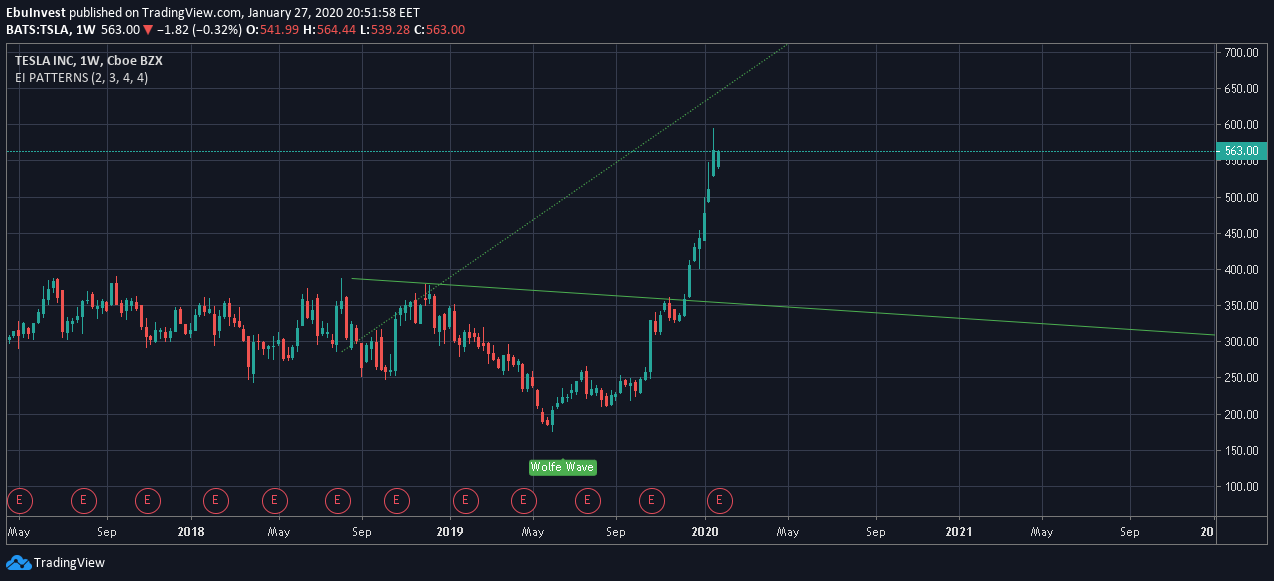 EbuInvest published on TradingView.com, January 27, 2020 20:51:58 EET
BATS:TSLA, 1W 563.00 ▼ −1.82 (−0.32%) O:541.99 H:564.44 L:539.28 C:563.00
TESLA INC, 1W, Cboe BZX
EI PATTERNS (2, 3, 4, 4)
700.00
650.00
600.00
563.00
550.00
500.00
450.00
400.00
350.00
300.00
250.00
200.00
150.00
100.00
Wolfe Wave
E E E E E E E E E E E E
May Sep 2018 May Sep 2019 May Sep 2020 May Sep 2021 May Sep 20
TradingView